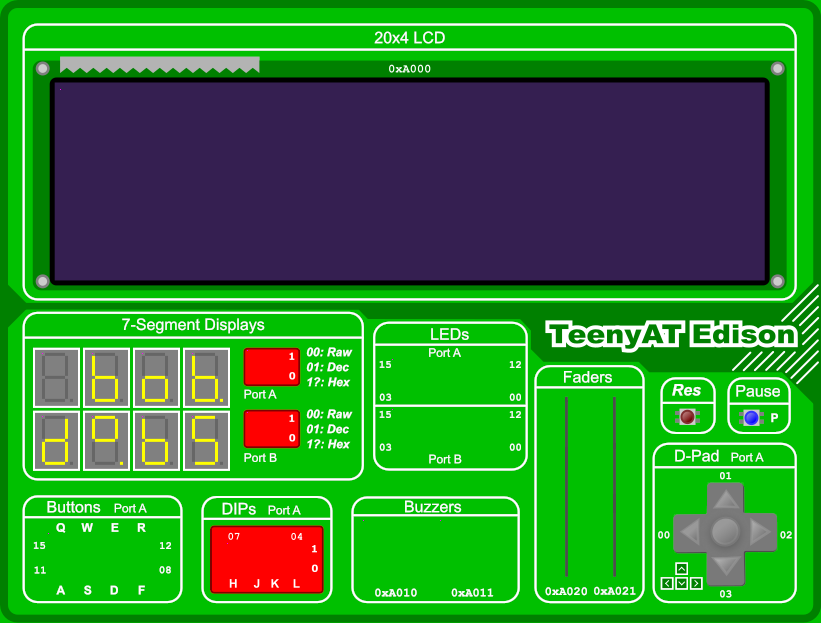 20x4 LCD
0xA000
7-Segment Displays
1
0
Port A
00: Raw
01: Dec
1?: Hex
1
0
Port B
00: Raw
01: Dec
1?: Hex
LEDs
Port A
15 12
03 00
15 12
03 00
Port B
TeenyAT Edison
Faders
0xA020 0xA021
Res
Pause
P
D-Pad Port A
01
00 02
03
Buttons Port A
Q W E R
15 12
11 08
A S D F
DIPs Port A
07 04
1
0
H J K L
Buzzers
0xA010 0xA011